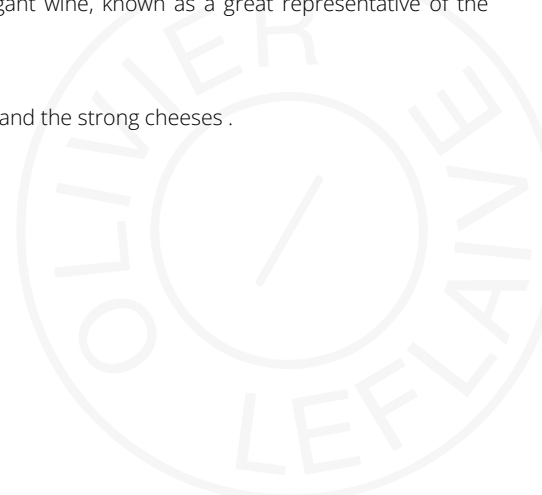 gant wine, known as a great representative of the
and the strong cheeses .
OLIVIER
LEFLAIVE